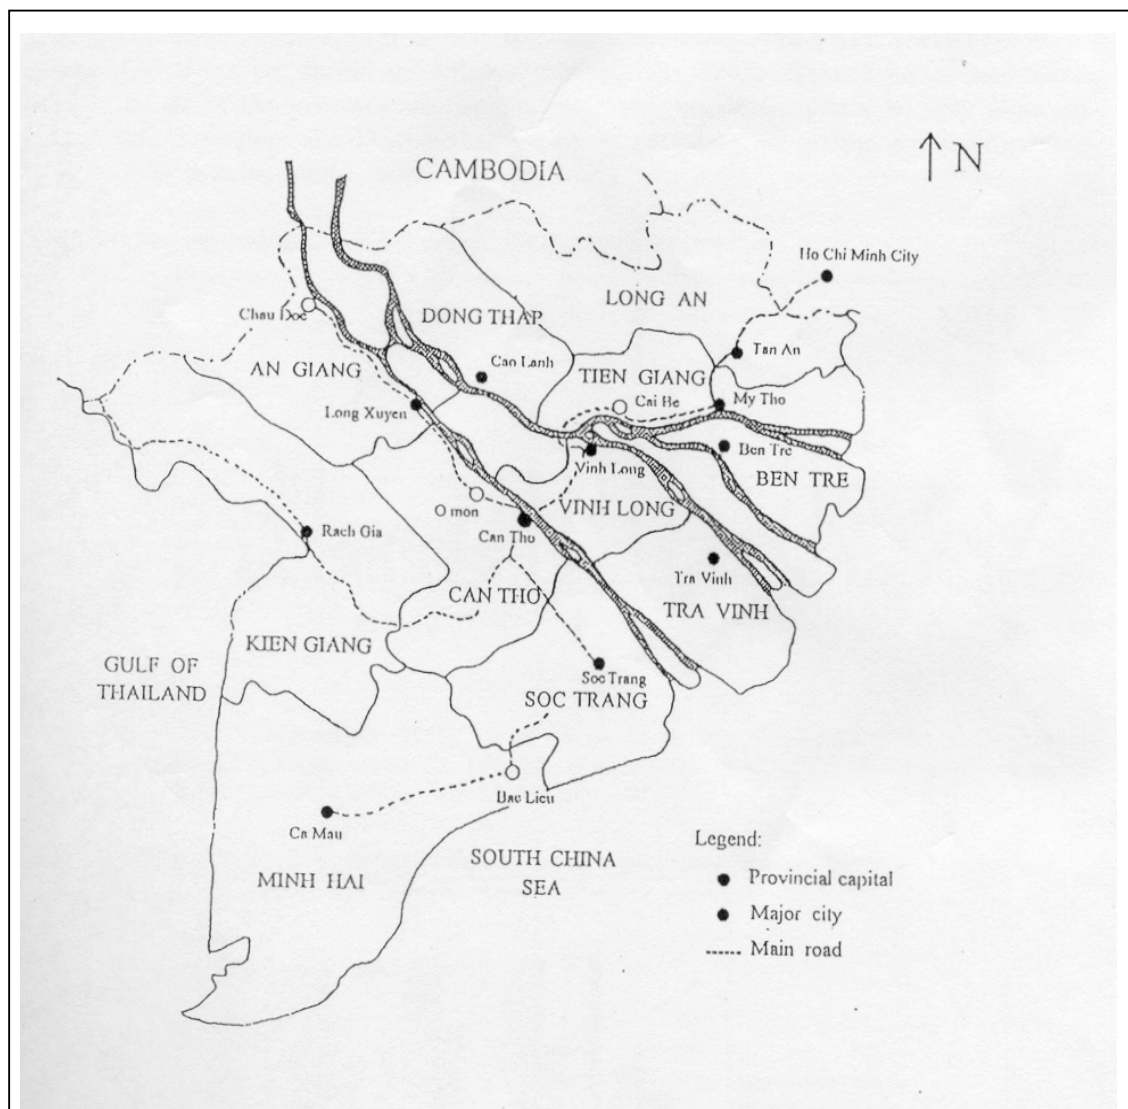 CAMBODIA
N
Ho Chi Minh City
LONG AN
Chau Doc
DONG THAP
Tan An
Cao Lanh
AN GIANG
TIEN GIANG
Cai Be
My Tho
Long Xuyen
Ben Tre
Vinh Long
BEN TRE
O mon
VINH LONG
Rach Gia
Can Tho
Tra Vinh
CAN THO
TRA VINH
KIEN GIANG
GULF OF
THAILAND
Soc Trang
SOC TRANG
Bac Lieu
Ca Mau
MINH HAI
SOUTH CHINA
SEA
Legend:
Provincial capital
Major city
Main road